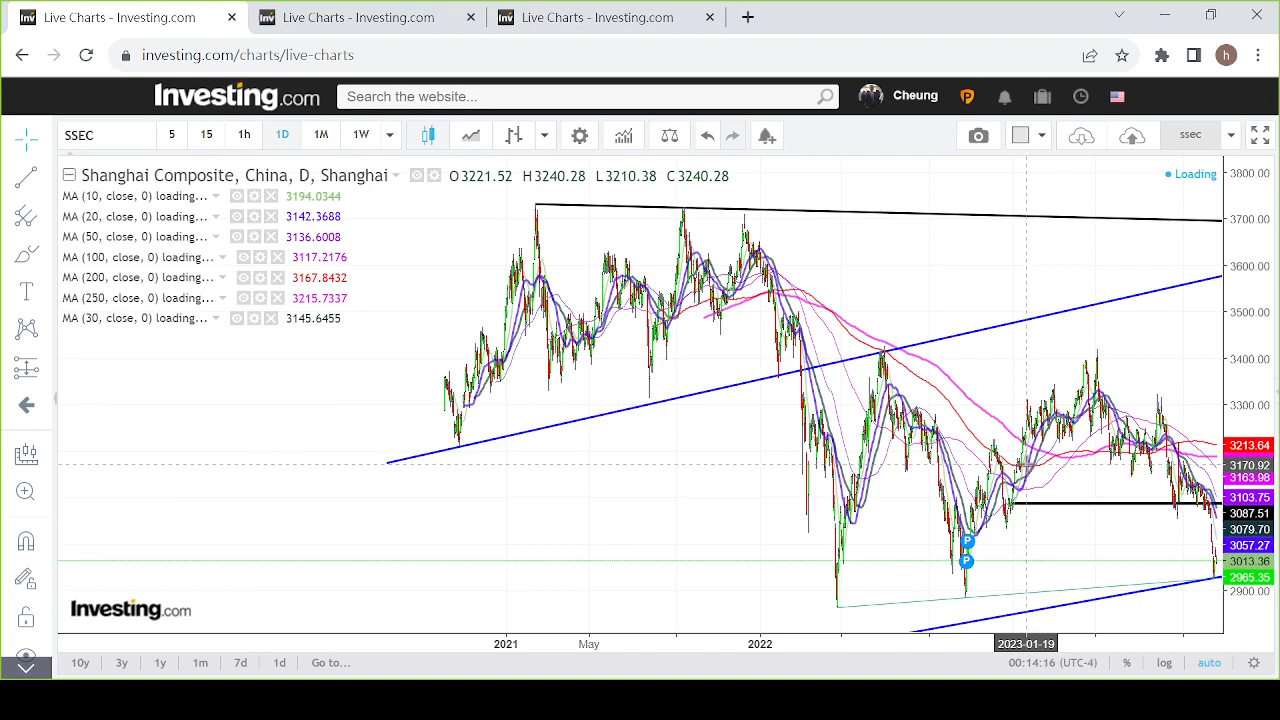 Live Charts - Investing.com
Live Charts - Investing.com
Live Charts - Investing.com
investing.com/charts/live-charts
h
Investing.com
Search the website...
Cheung
SSEC
5
15
1h
1D
1M
1W
ssec
Shanghai Composite, China, D, Shanghai
O3221.52 H3240.28 L3210.38 C3240.28
Loading
MA (10, close, 0) loading... 3194.0344
MA (20, close, 0) loading... 3142.3688
MA (50, close, 0) loading... 3136.6008
MA (100, close, 0) loading... 3117.2176
MA (200, close, 0) loading... 3167.8432
MA (250, close, 0) loading... 3215.7337
MA (30, close, 0) loading... 3145.6455
3800.00
3700.00
3600.00
3500.00
3400.00
3300.00
3213.64
3170.92
3163.98
3103.75
3087.51
3079.70
3057.27
3013.36
2965.35
2900.00
P
P
Investing.com
2021
May
2022
2023-01-19
10y
3y
1y
1m
7d
1d
Go to...
00:14:16 (UTC-4)
%
log
auto